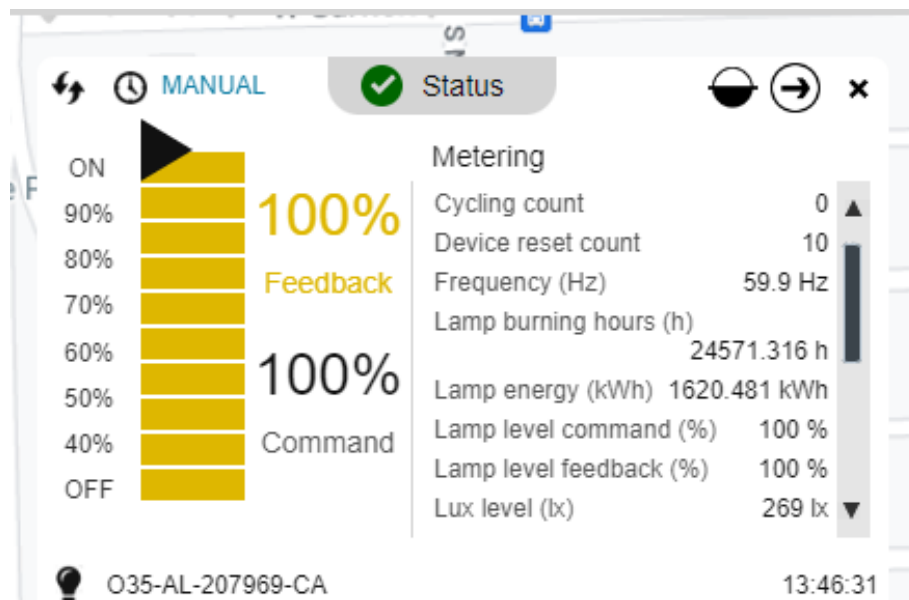 MANUAL
Status
ON
90%
80%
70%
60%
50%
40%
OFF
100%
Feedback
100%
Command
Metering
Cycling count 0
Device reset count 10
Frequency (Hz) 59.9 Hz
Lamp burning hours (h)
24571.316 h
Lamp energy (kWh) 1620.481 kWh
Lamp level command (%) 100 %
Lamp level feedback (%) 100 %
Lux level (lx) 269 lx
O35-AL-207969-CA 13:46:31